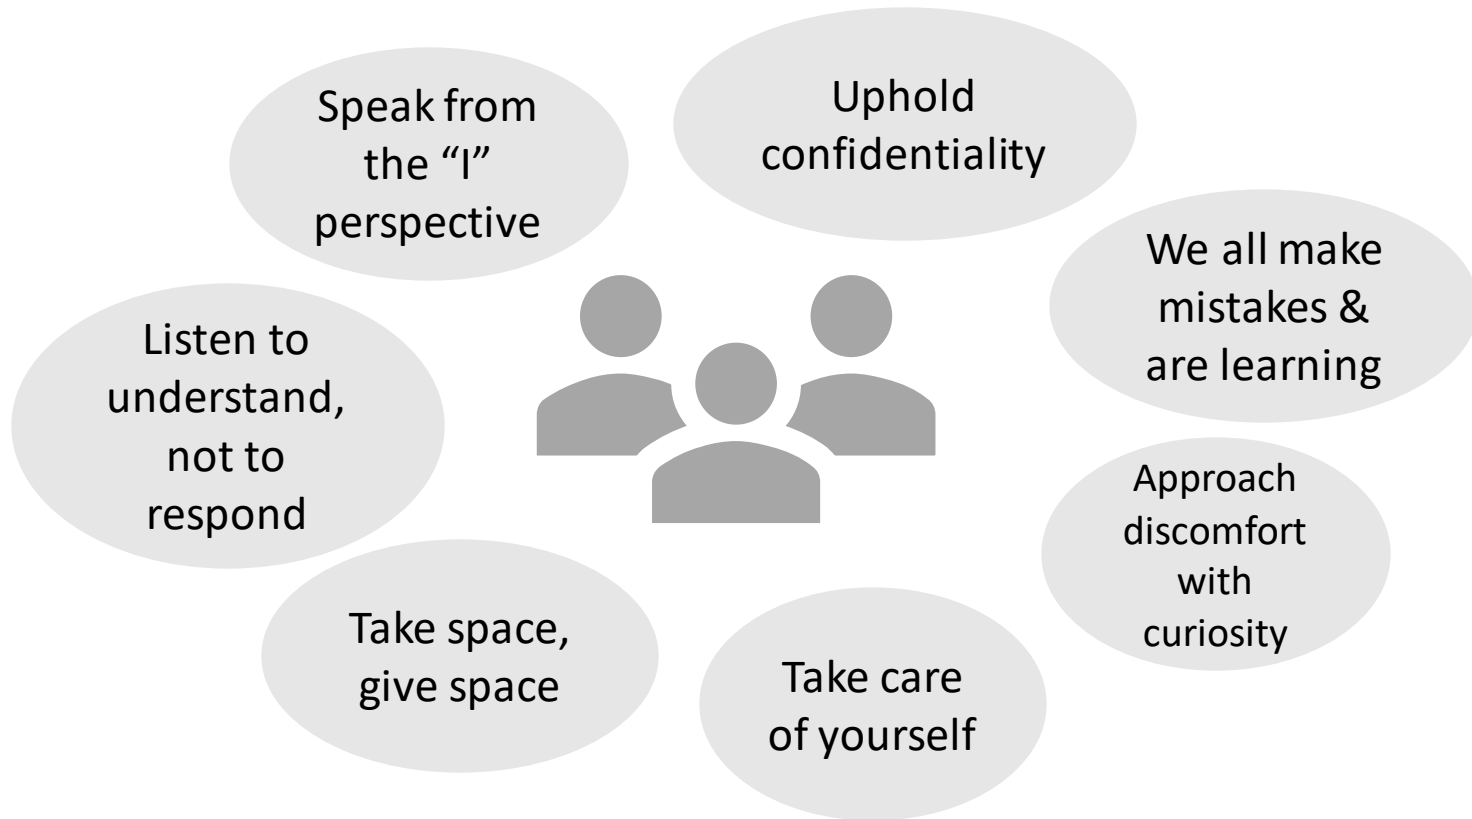 Speak from
the “I”
perspective
Uphold
confidentiality
We all make
mistakes &
are learning
Listen to
understand,
not to
respond
Approach
discomfort
with
curiosity
Take space,
give space
Take care
of yourself